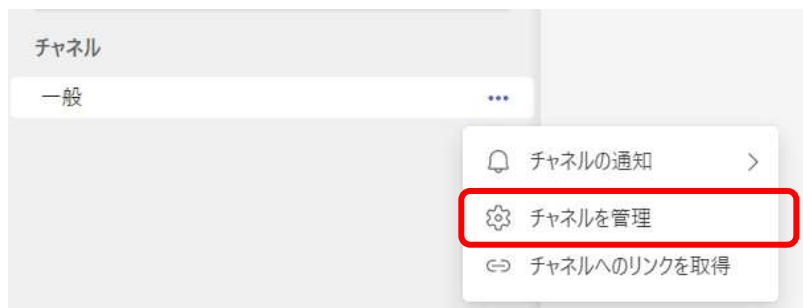 チャネル
一般
チャネルの通知
チャネルを管理
チャネルへのリンクを取得